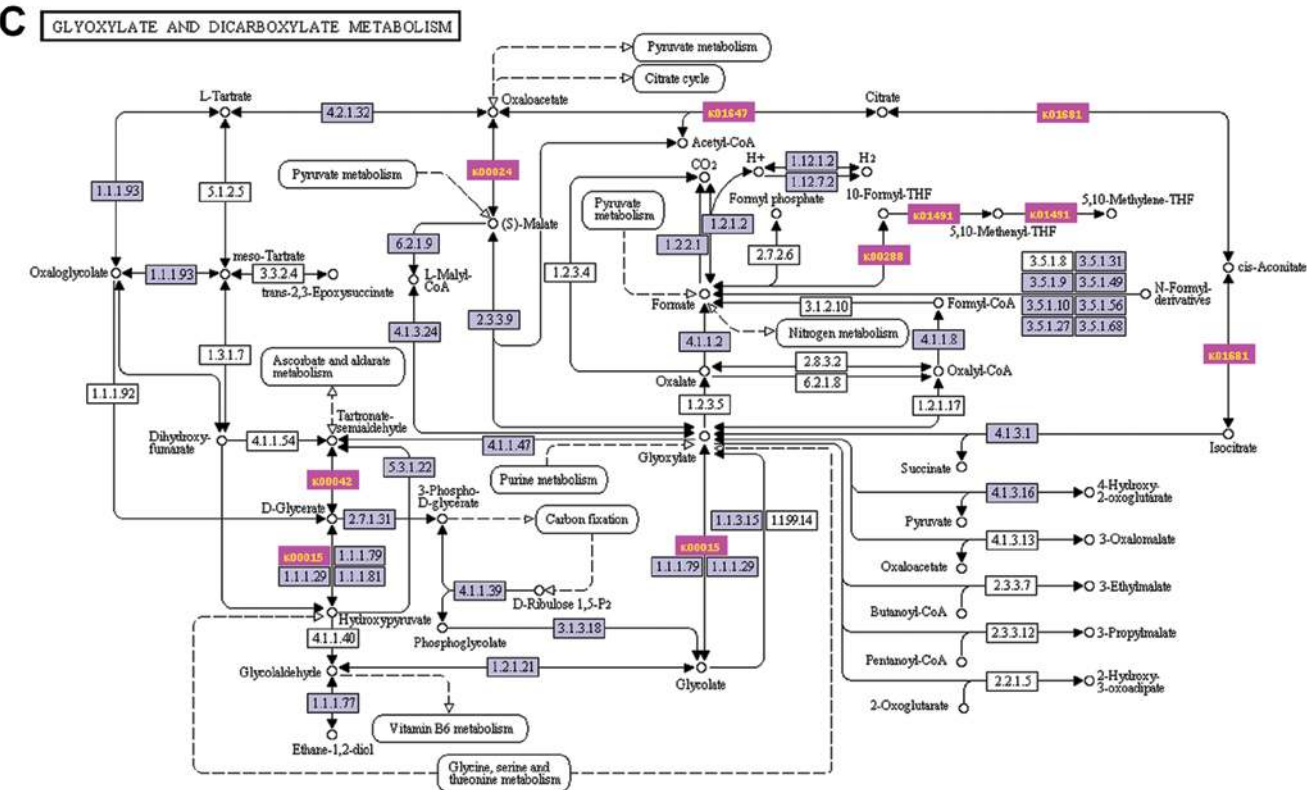 C
GLYOXYLATE AND DICARBOXYLATE METABOLISM
Pyruvate metabolism
Citrate cycle
L-Tartrate
4.2.1.32
Oxaloacetate
K01647
Citrate
K01681
Acetyl-CoA
Pyruvate metabolism
K00024
CO2
H+
1.12.1.2
H2
1.12.7.2
1.1.1.93
5.1.2.5
Pyruvate
metabolism
Formyl phosphate
10-Formyl-THF
5,10-Methylene-THF
K01491
K01491
5,10-Methenyl-THF
(S)-Malate
1.2.1.2
1.2.2.1
6.2.1.9
2.7.2.6
K00288
Oxaloglycolate
1.1.1.93
meso-Tartrate
3.3.2.4
trans-2,3-Epoxysuccinate
L-Malyl-
CoA
1.2.3.4
3.5.1.8
3.5.1.31
3.5.1.9
3.5.1.49
3.5.1.10
3.5.1.56
3.5.1.27
3.5.1.68
cis-Aconitate
N-Formyl-
derivatives
Formate
3.1.2.10
Formyl-CoA
4.1.3.24
2.3.3.9
Nitrogen metabolism
4.1.1.2
4.1.1.8
1.3.1.7
Ascorbate and aldarate
metabolism
K01681
2.8.3.2
Oxalate
6.2.1.8
Oxalyl-CoA
1.1.1.92
1.2.3.5
1.2.1.17
Dihydroxy-
fumarate
4.1.1.54
Tartronate-
semialdehyde
4.1.1.47
Glyoxylate
4.1.3.1
Isocitrate
Succinate
5.3.1.22
Purine metabolism
K00042
3-Phospho-
D-glycerate
D-Glycerate
2.7.1.31
Carbon fixation
1.1.3.15
1.1.99.14
4.1.3.16
4-Hydroxy-
2-oxoglutarate
Pyruvate
4.1.3.13
3-Oxalomalate
Oxaloacetate
K00015
1.1.1.79
1.1.1.29
1.1.1.81
K00015
1.1.1.79
1.1.1.29
4.1.1.39
D-Ribulose 1,5-P2
2.3.3.7
3-Ethylmalate
Butanoyl-CoA
Hydroxypyruvate
4.1.1.40
Phosphoglycolate
3.1.3.18
2.3.3.12
3-Propylmalate
Pentanoyl-CoA
Glycolaldehyde
1.2.1.21
Glycolate
2.2.1.5
2-Hydroxy-
3-oxoadipate
2-Oxoglutarate
1.1.1.77
Vitamin B6 metabolism
Ethane-1,2-diol
Glycine, serine and
threonine metabolism